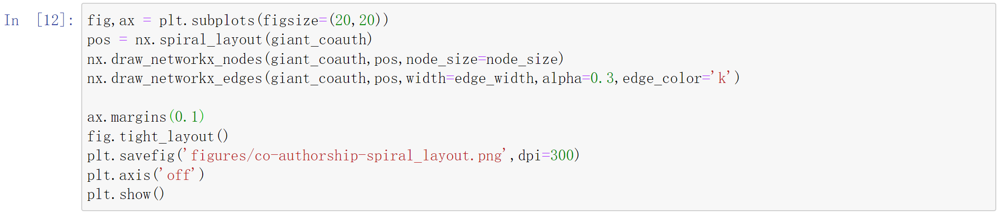 In [12]: fig,ax = plt.subplots(figsize=(20,20))
pos = nx.spiral_layout(giant_coauth)
nx.draw_networkx_nodes(giant_coauth,pos,node_size=node_size)
nx.draw_networkx_edges(giant_coauth,pos,width=edge_width,alpha=0.3,edge_color='k')
ax.margins(0.1)
fig.tight_layout()
plt.savefig('figures/co-authorship-spiral_layout.png',dpi=300)
plt.axis('off')
plt.show()